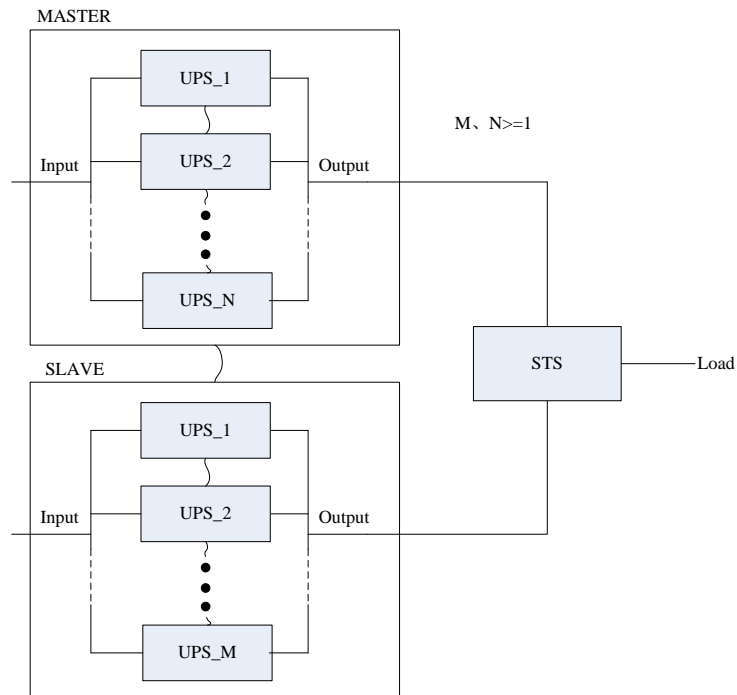 MASTER
UPS_1
M、N>=1
Input
UPS_2
Output
UPS_N
STS
Load
SLAVE
UPS_1
Input
UPS_2
Output
UPS_M